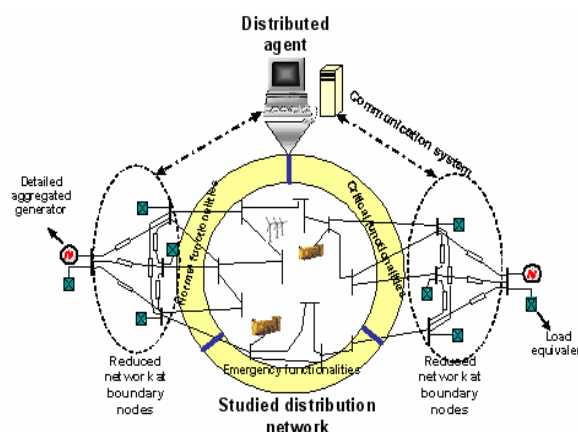 Distributed
agent
Communication system
Detailed
aggregated
generator
Normal functionalities
Critical functionalities
Emergency functionalities
Reduced
network at
boundary
nodes
Reduced
network at
boundary
nodes
Load
equivalen
Studied distribution
network